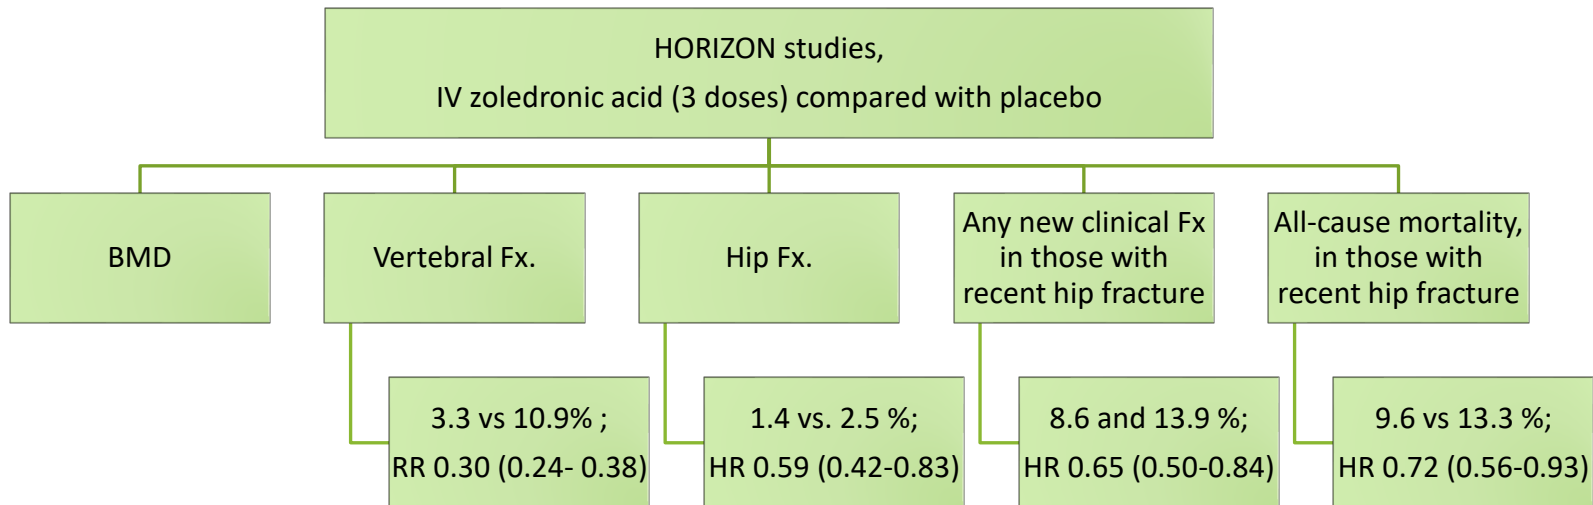 HORIZON studies,
IV zoledronic acid (3 doses) compared with placebo
BMD
Vertebral Fx.
Hip Fx.
Any new clinical Fx
in those with
recent hip fracture
All-cause mortality,
in those with
recent hip fracture
3.3 vs 10.9% ;
RR 0.30 (0.24- 0.38)
1.4 vs. 2.5 %;
HR 0.59 (0.42-0.83)
8.6 and 13.9 %;
HR 0.65 (0.50-0.84)
9.6 vs 13.3 %;
HR 0.72 (0.56-0.93)